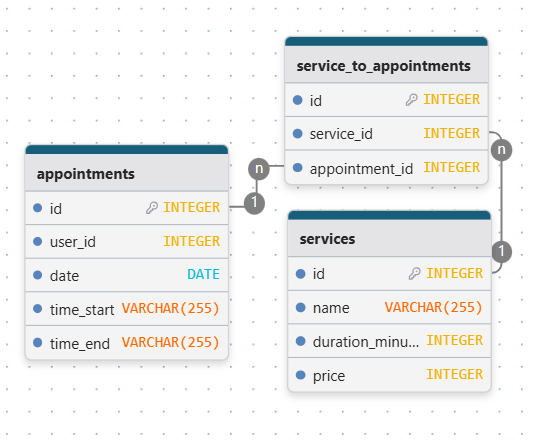 service_to_appointments
id INTEGER
service_id INTEGER
appointment_id INTEGER
n
n
1
1
appointments
id INTEGER
user_id INTEGER
date DATE
time_start VARCHAR(255)
time_end VARCHAR(255)
services
id INTEGER
name VARCHAR(255)
duration_minu... INTEGER
price INTEGER